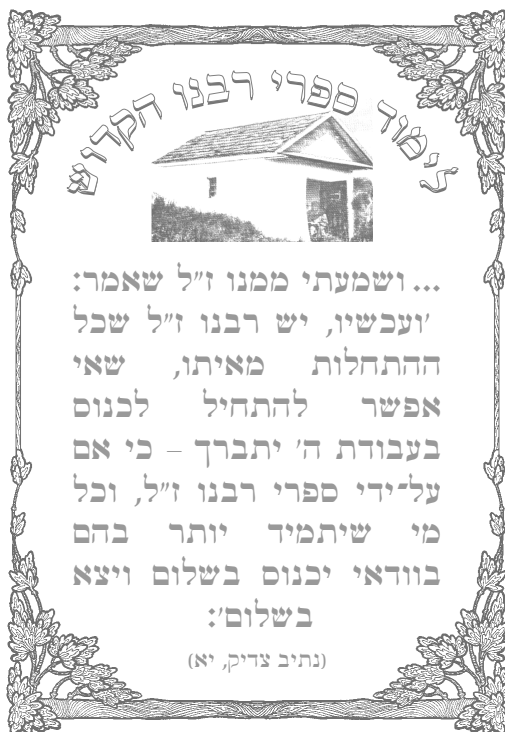 לימוד ספרי רבנו הקדוש
... ושמעתי ממנו ז״ל שאמר:
'ועכשיו, יש רבנו ז״ל שכל
ההתחלות מאיתו, שאי
אפשר להתחיל לכנוס
בעבודת ה' יתברך – כי אם
על־ידי ספרי רבנו ז״ל, וכל
מי שיתמיד יותר בהם
בוודאי יכנוס בשלום ויצא
בשלום':
(נתיב צדיק, יא)